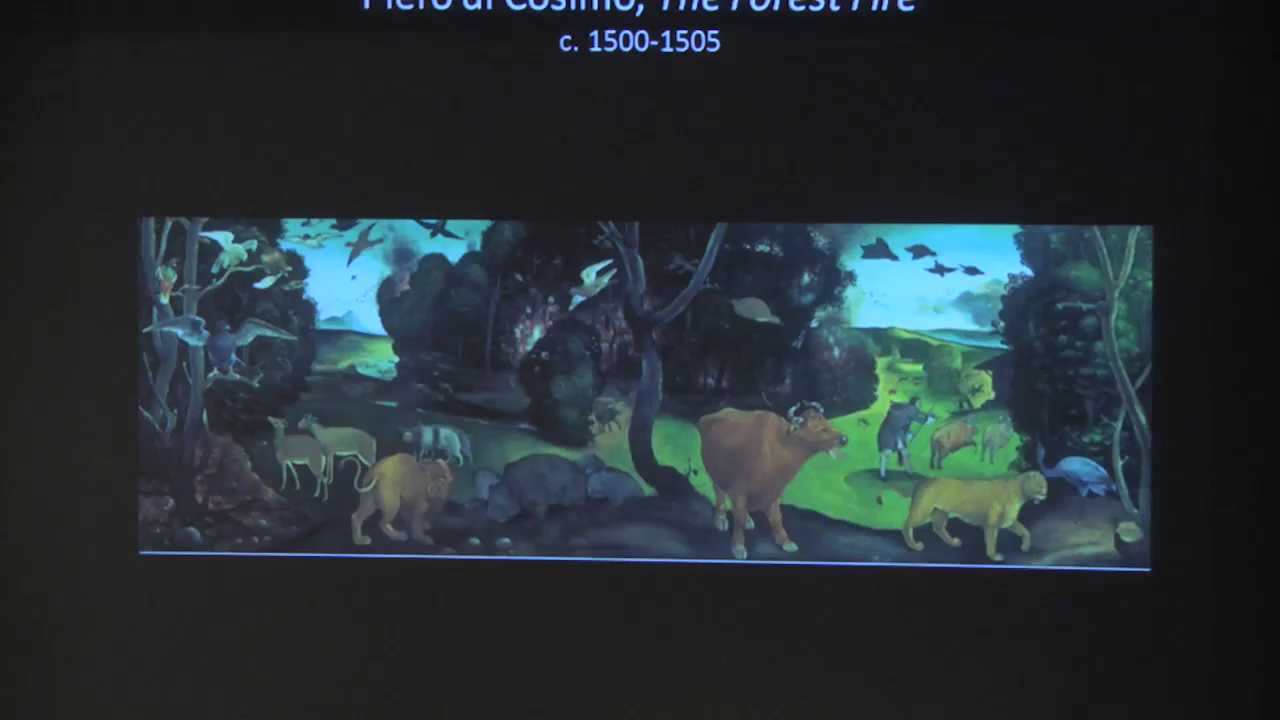 Piero di Cosimo, The Forest Fire
c. 1500-1505